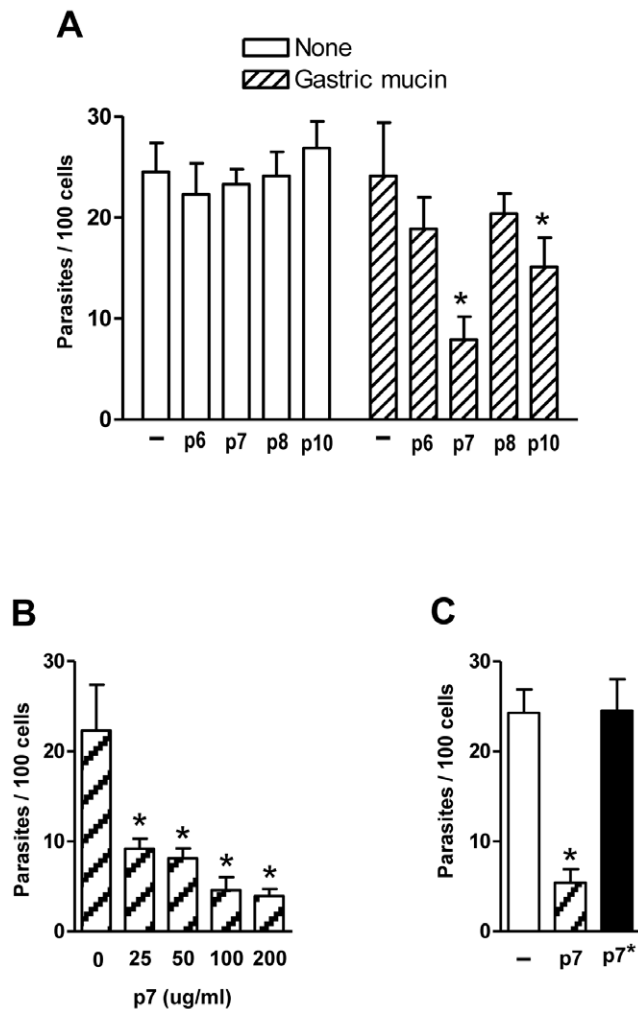 A
None
Gastric mucin
Parasites / 100 cells
30
20
10
0
– p6 p7 p8 p10 – p6 p7 p8 p10
* *
B
Parasites / 100 cells
30
20
10
0
* * * *
0 25 50 100 200
p7 (ug/ml)
C
Parasites / 100 cells
30
20
10
0
*
– p7 p7*